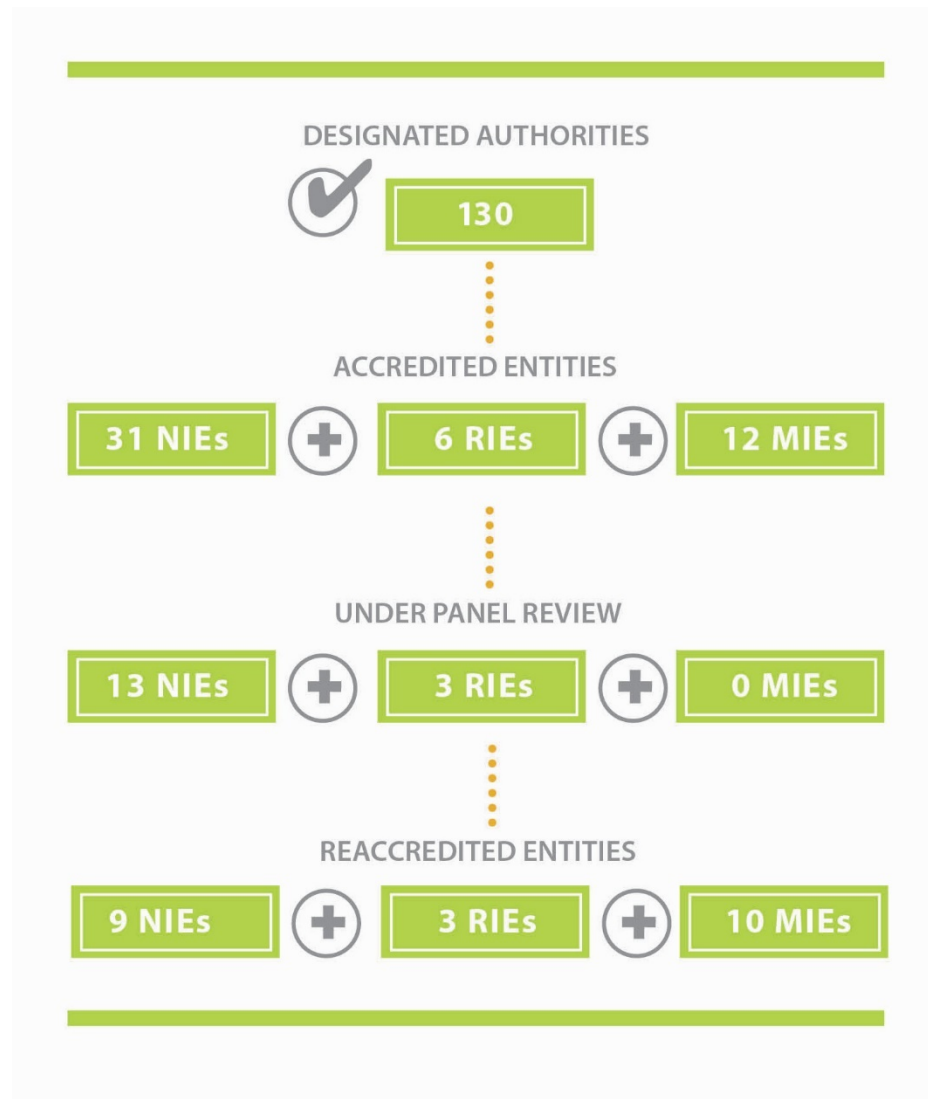 DESIGNATED AUTHORITIES
130
ACCREDITED ENTITIES
31 NIEs 6 RIEs 12 MIEs
UNDER PANEL REVIEW
13 NIEs 3 RIEs 0 MIEs
REACCREDITED ENTITIES
9 NIEs 3 RIEs 10 MIEs